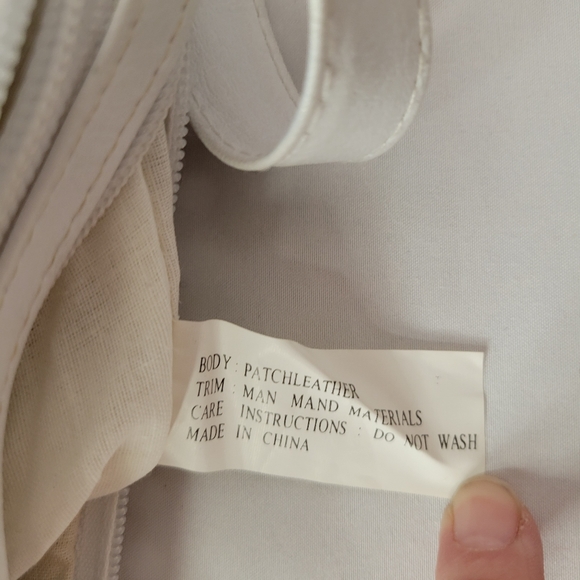 BODY : PATCHLEATHER
TRIM : MAN MAND MATERIALS
CARE INSTRUCTIONS : DO NOT WASH
MADE IN CHINA